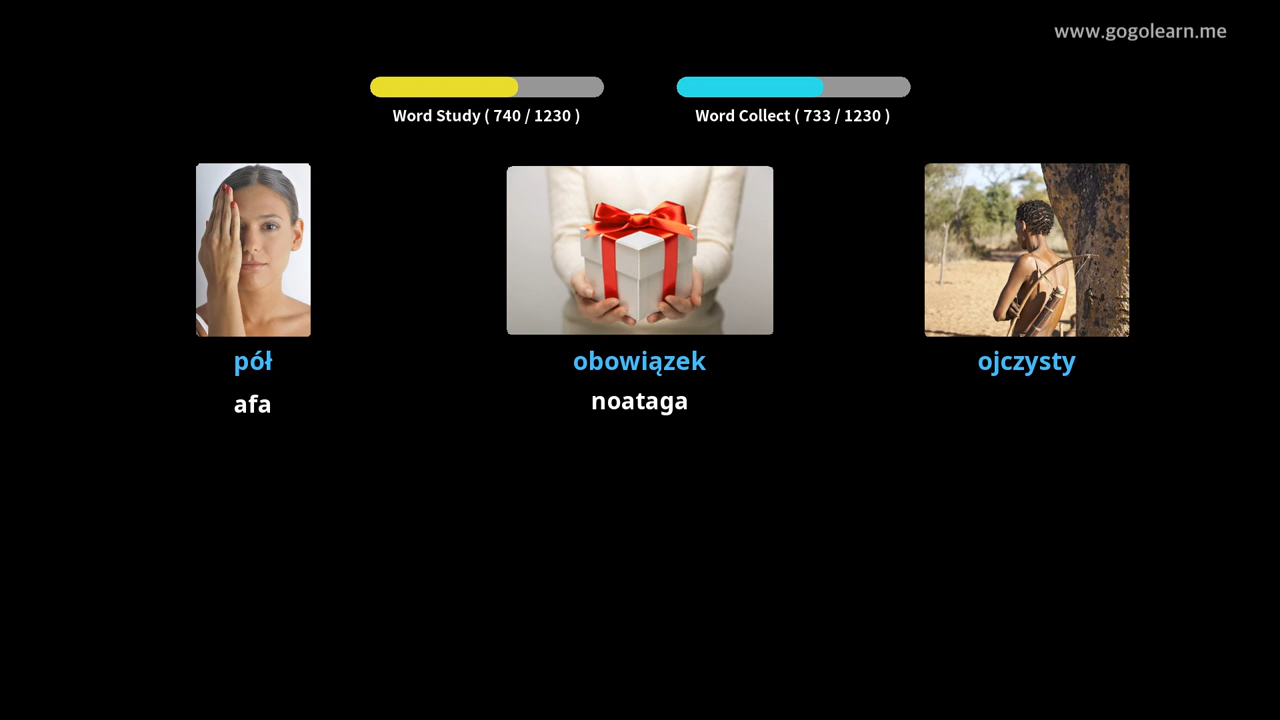 www.gogolearn.me
Word Study ( 740 / 1230 )
Word Collect ( 733 / 1230 )
pół
obowiązek
ojczysty
afa
noataga